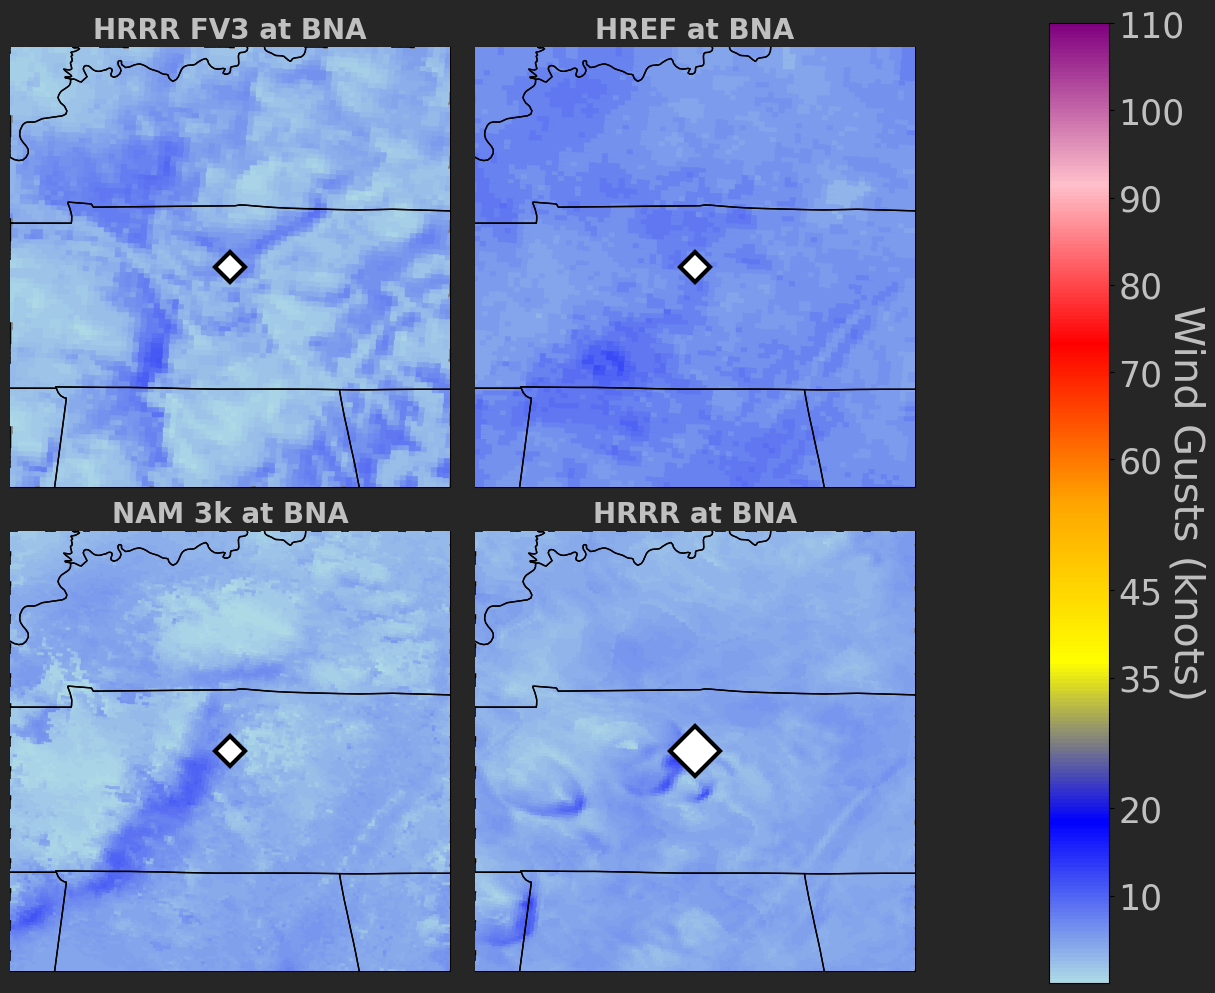 HRRR FV3 at BNA
HREF at BNA
NAM 3k at BNA
HRRR at BNA
110
100
90
80
70
60
45
35
20
10
Wind Gusts (knots)